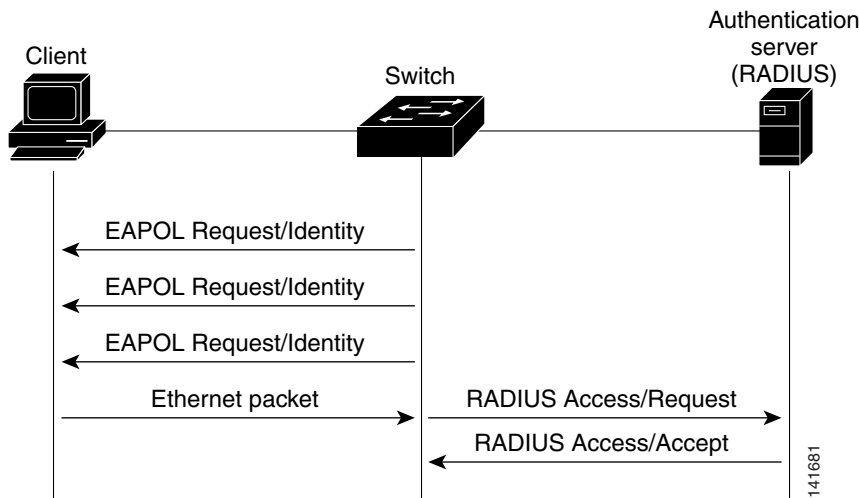 Client
Switch
Authentication
server
(RADIUS)
EAPOL Request/Identity
EAPOL Request/Identity
EAPOL Request/Identity
Ethernet packet
RADIUS Access/Request
RADIUS Access/Accept
141681